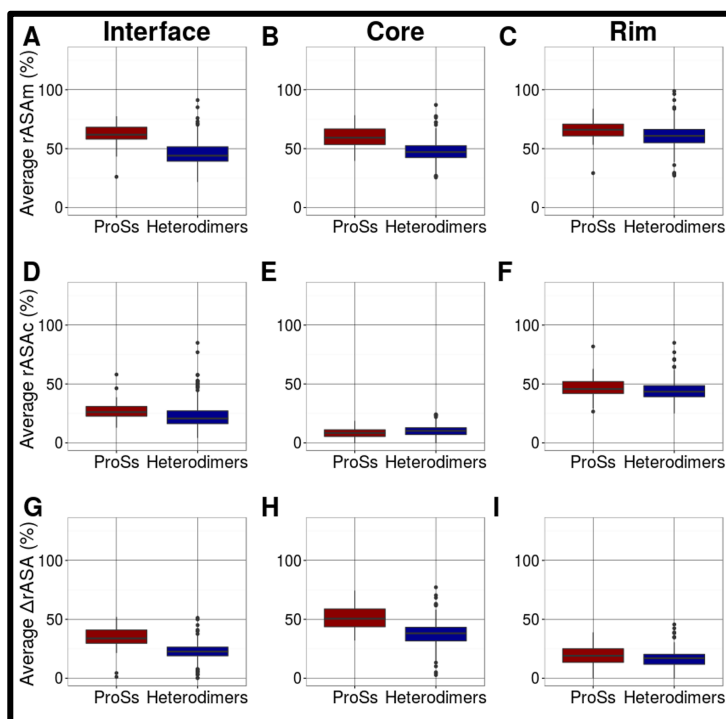 A Interface B Core C Rim
Average rASAm (%)
100
50
0
ProSs Heterodimers
100
50
0
ProSs Heterodimers
100
50
0
ProSs Heterodimers
D E F
Average rASAc (%)
100
50
0
ProSs Heterodimers
100
50
0
ProSs Heterodimers
100
50
0
ProSs Heterodimers
G H I
Average ΔrASA (%)
100
50
0
ProSs Heterodimers
100
50
0
ProSs Heterodimers
100
50
0
ProSs Heterodimers